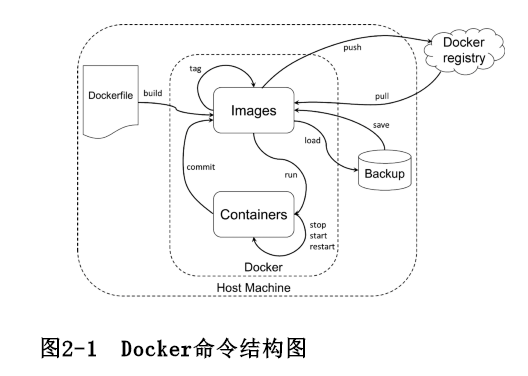 push
Docker
registry
tag
Dockerfile
build
Images
pull
save
load
commit
run
Backup
Containers
stop
start
restart
Docker
Host Machine
图2-1 Docker命令结构图